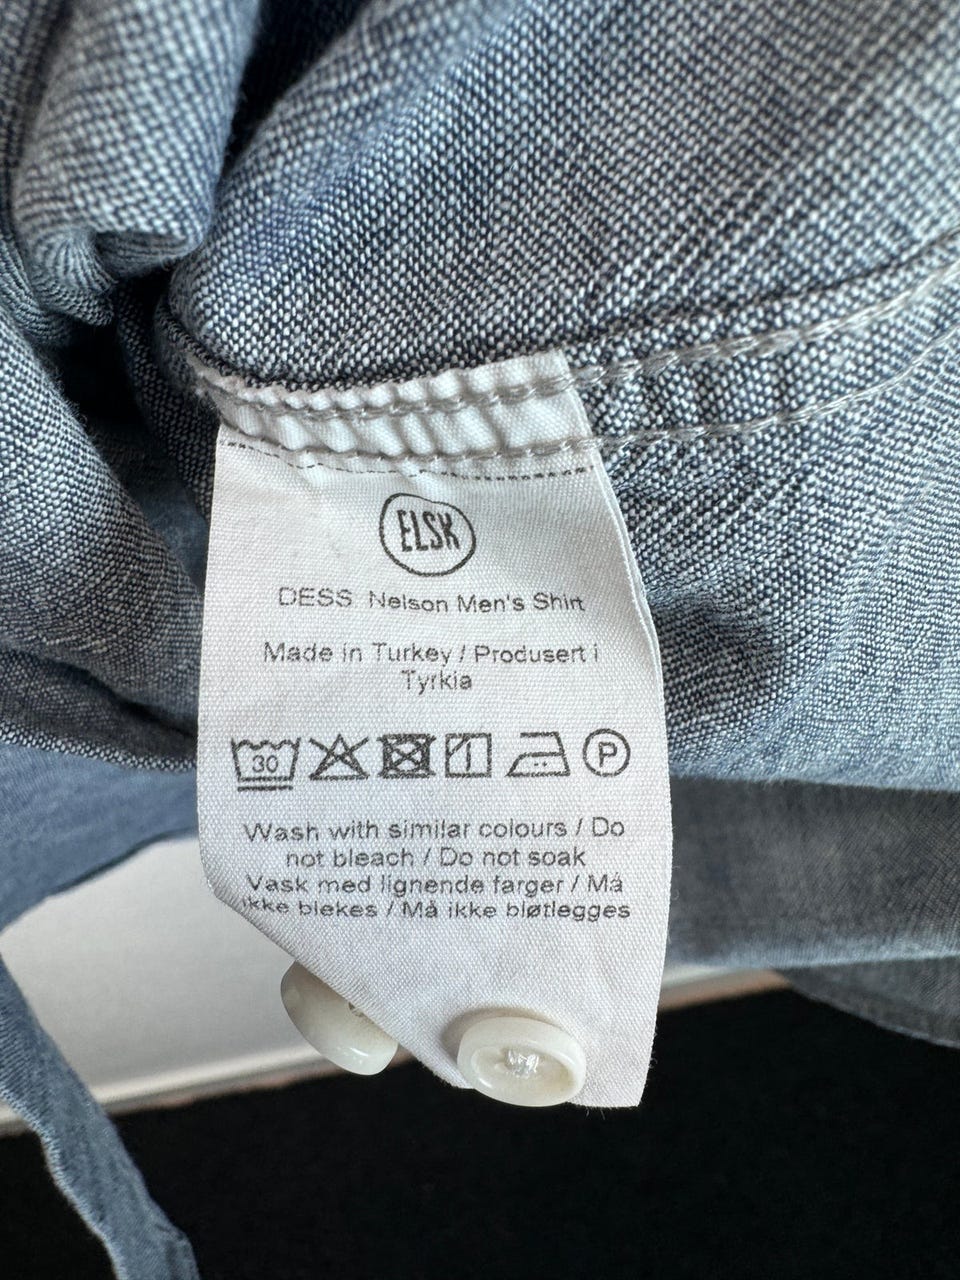 ELSK
DESS Nelson Men's Shirt
Made in Turkey / Produsert i
Tyrkia
30 P
Wash with similar colours / Do
not bleach / Do not soak
Vask med lignende farger / Må
ikke blekes / Må ikke bløtlegges